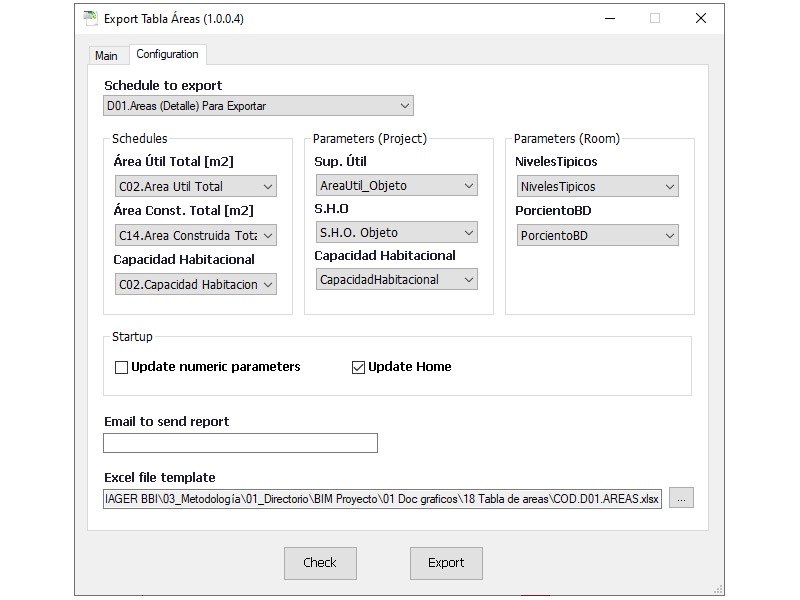 Export Tabla Áreas (1.0.0.4)
Main
Configuration
Schedule to export
D01.Areas (Detalle) Para Exportar
Schedules
Área Útil Total [m2]
C02.Area Util Total
Área Const. Total [m2]
C14.Area Construida Tota
Capacidad Habitacional
C02.Capacidad Habitacion
Parameters (Project)
Sup. Útil
AreaUtil_Objeto
S.H.O
S.H.O. Objeto
Capacidad Habitacional
CapacidadHabitacional
Parameters (Room)
NivelesTipicos
NivelesTipicos
PorcientoBD
PorcientoBD
Startup
Update numeric parameters
Update Home
Email to send report
Excel file template
IAGER BBI\03_Metodología\01_Directorio\BIM Proyecto\01 Doc graficos\18 Tabla de areas\COD.D01.AREAS.xlsx
...
Check
Export